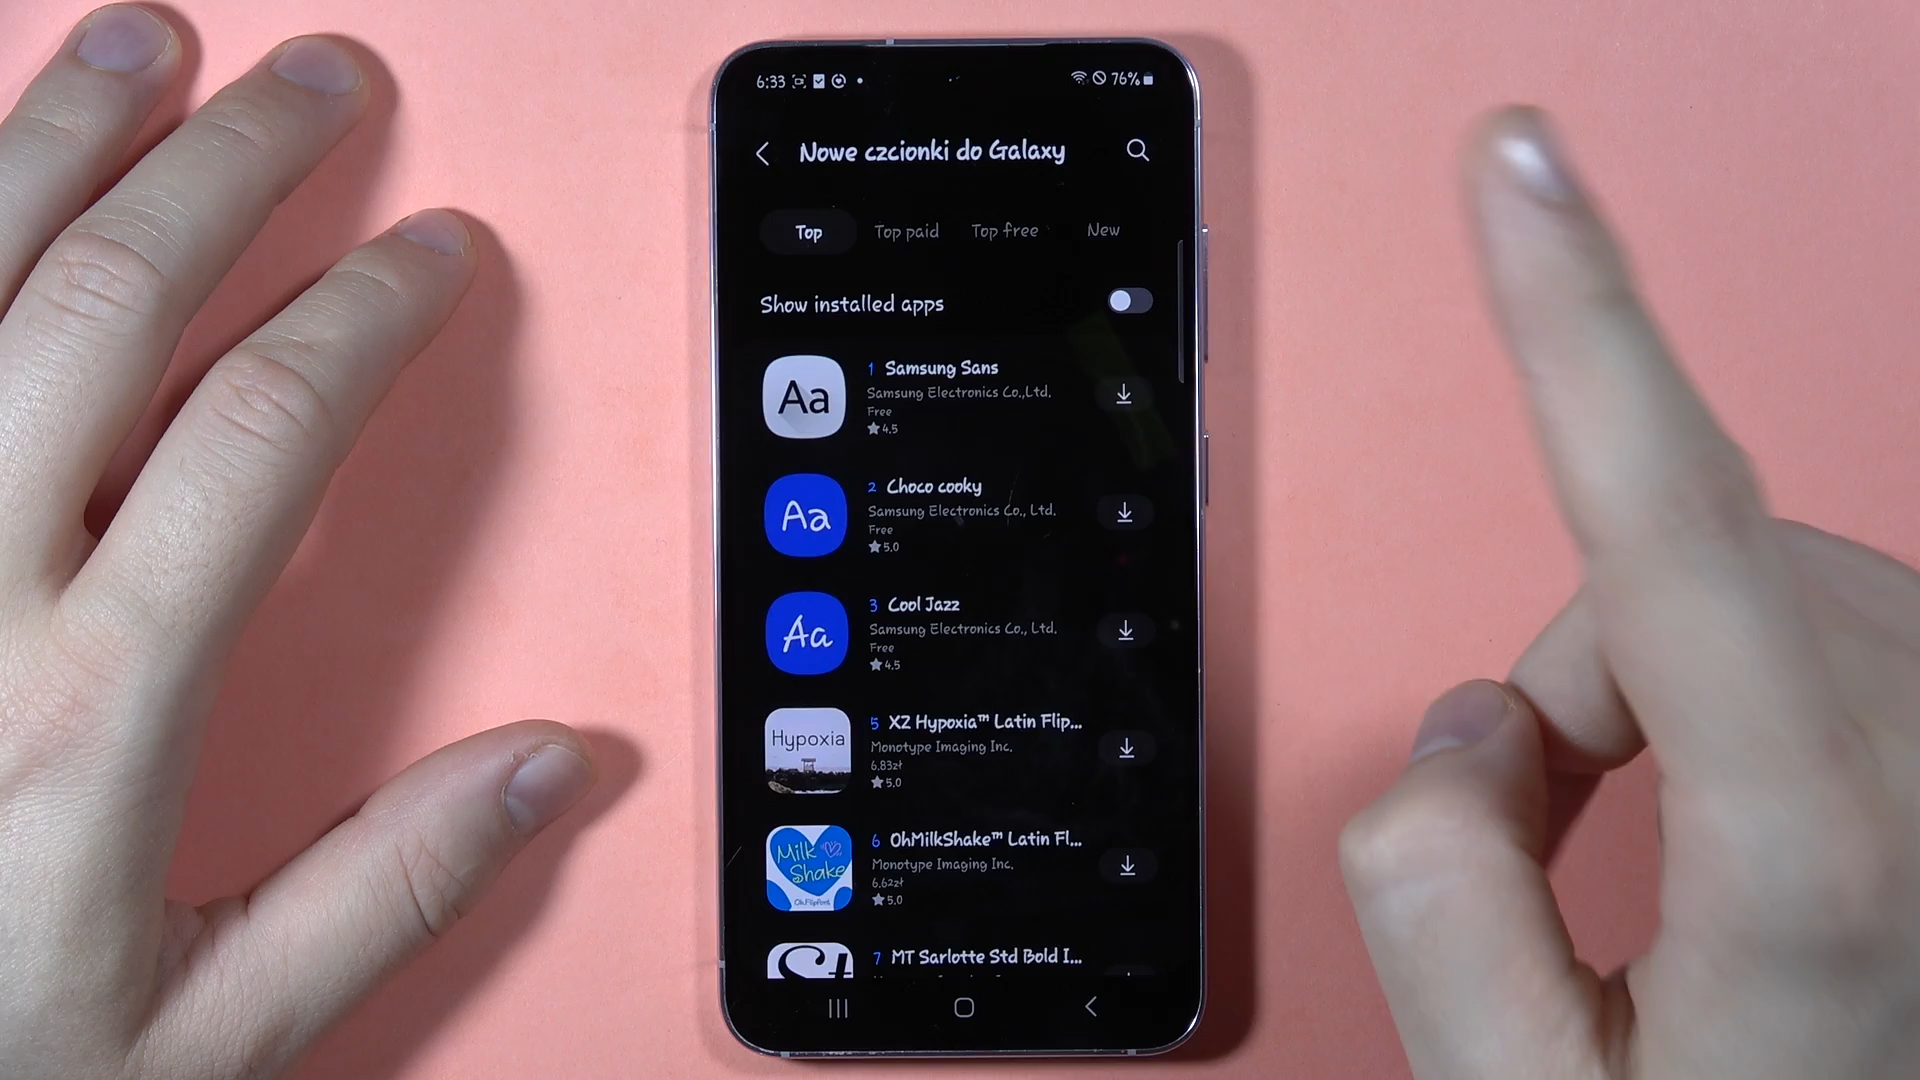 6:33
76%
Nowe czcionki do Galaxy
Top
Top paid
Top free
New
Show installed apps
Aa
1 Samsung Sans
Samsung Electronics Co.,Ltd.
Free
★4.5
Aa
2 Choco cooky
Samsung Electronics Co., Ltd.
Free
★5.0
Aa
3 Cool Jazz
Samsung Electronics Co., Ltd.
Free
★4.5
Hypoxia
5 XZ Hypoxia™ Latin Flip...
Monotype Imaging Inc.
6,83zł
★5.0
Milk
Shake
6 OhMilkShake™ Latin Fl...
Monotype Imaging Inc.
6,62zł
★5.0
7 MT Sarlotte Std Bold I...